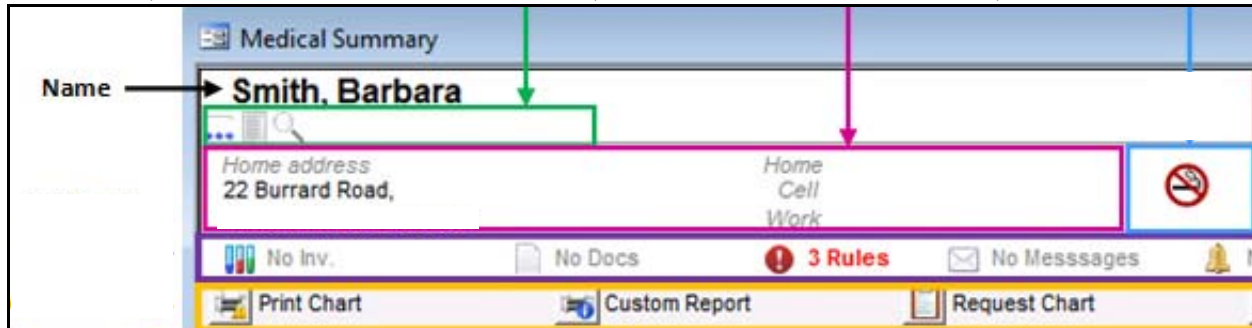 Medical Summary
Name Smith, Barbara
Home address Home
22 Burrard Road, Cell
Work
No Inv. No Docs 3 Rules No Messsages
Print Chart Custom Report Request Chart